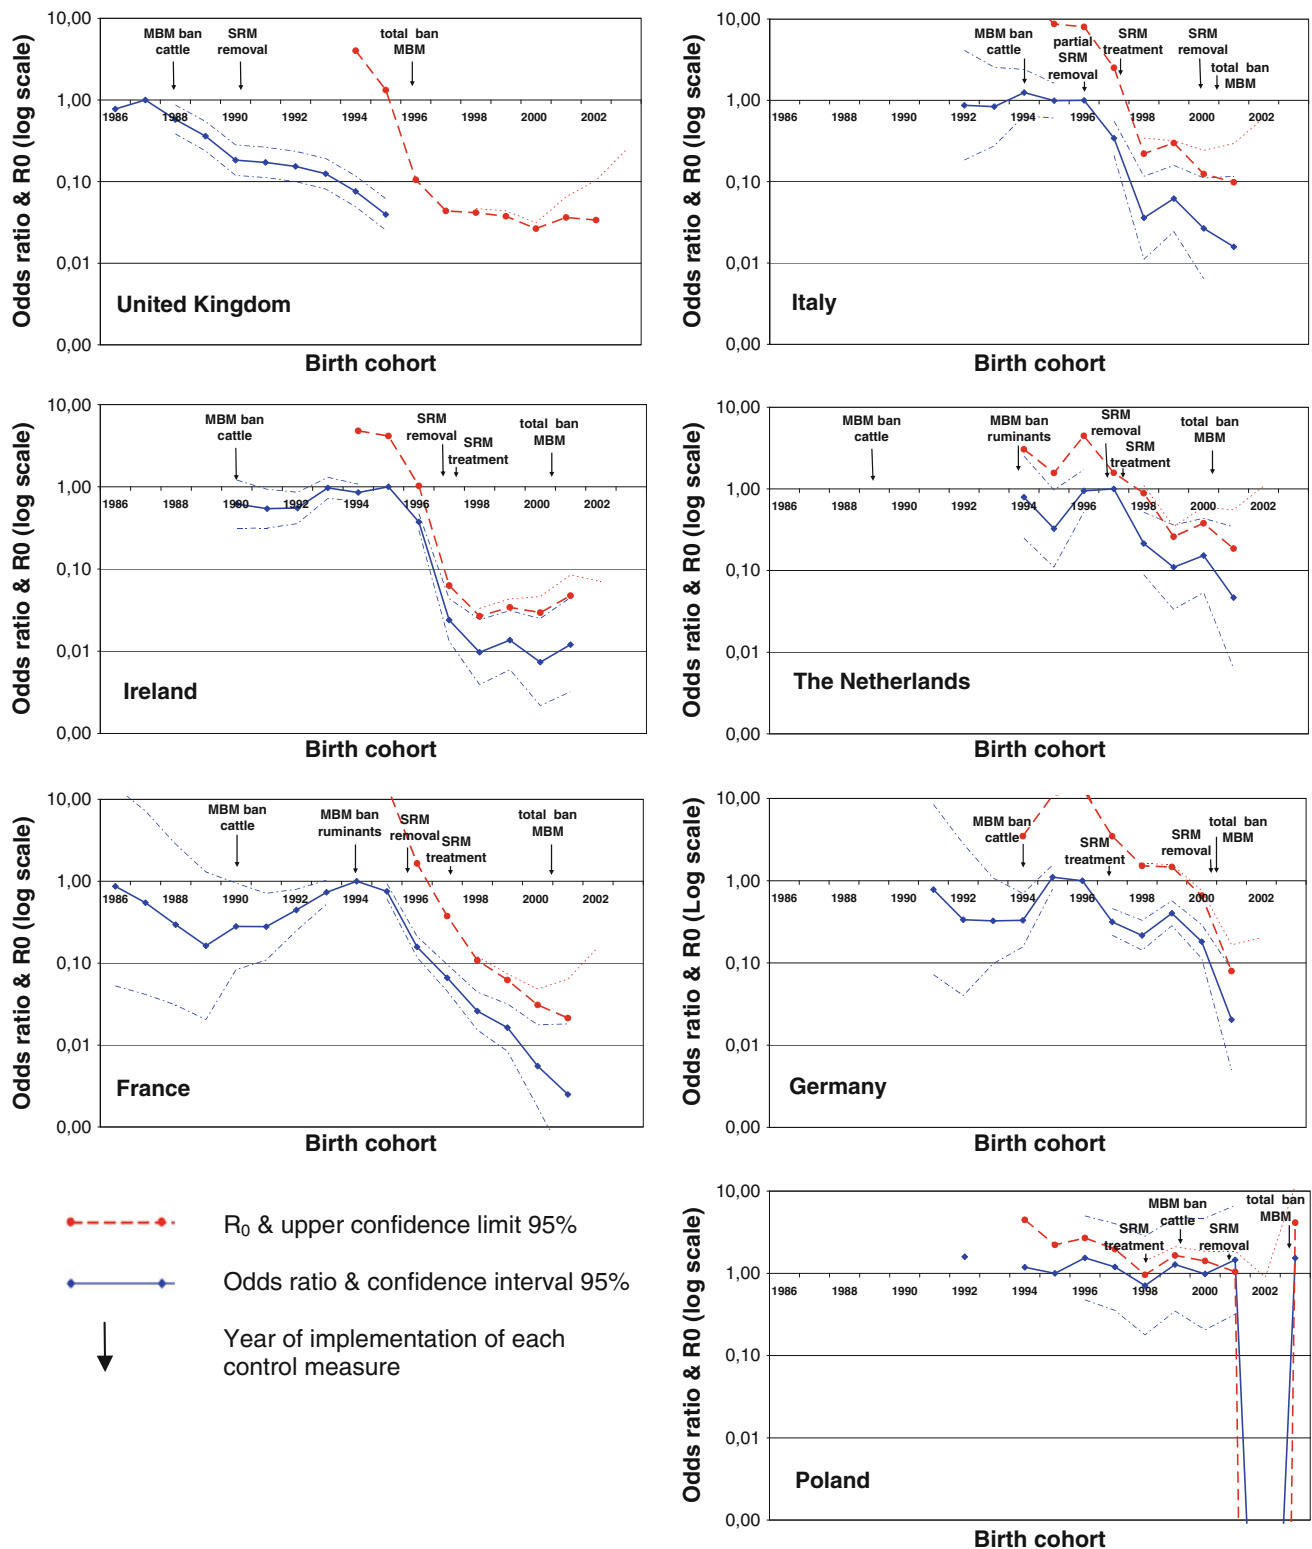 10,00
MBM ban
cattle
SRM
removal
total ban
MBM
1,00
1986
1988
1990
1992
1994
1996
1998
2000
2002
0,10
0,01
0,00
Odds ratio & R0 (log scale)
United Kingdom
Birth cohort
10,00
MBM ban
cattle
partial
SRM
removal
SRM
treatment
SRM
removal
total ban
MBM
1,00
1986
1988
1990
1992
1994
1996
1998
2000
2002
0,10
0,01
0,00
Odds ratio & R0 (log scale)
Italy
Birth cohort
10,00
MBM ban
cattle
SRM
removal
SRM
treatment
total ban
MBM
1,00
1986
1988
1990
1992
1994
1996
1998
2000
2002
0,10
0,01
0,00
Odds ratio & R0 (log scale)
Ireland
Birth cohort
10,00
MBM ban
cattle
MBM ban
ruminants
SRM
removal
SRM
treatment
total ban
MBM
1,00
1986
1988
1990
1992
1994
1996
1998
2000
2002
0,10
0,01
0,00
Odds ratio & R0 (log scale)
The Netherlands
Birth cohort
10,00
MBM ban
cattle
MBM ban
ruminants
SRM
removal
SRM
treatment
total ban
MBM
1,00
1986
1988
1990
1992
1994
1996
1998
2000
2002
0,10
0,01
0,00
Odds ratio & R0 (log scale)
France
Birth cohort
10,00
MBM ban
cattle
SRM
treatment
SRM
removal
total ban
MBM
1,00
1986
1988
1990
1992
1994
1996
1998
2000
2002
0,10
0,01
0,00
Odds ratio & R0 (Log scale)
Germany
Birth cohort
R₀ & upper confidence limit 95%
Odds ratio & confidence interval 95%
Year of implementation of each
control measure
10,00
SRM
treatment
MBM ban
cattle
SRM
removal
total ban
MBM
1,00
1986
1988
1990
1992
1994
1996
1998
2000
2002
0,10
0,01
0,00
Odds ratio & R0 (log scale)
Poland
Birth cohort